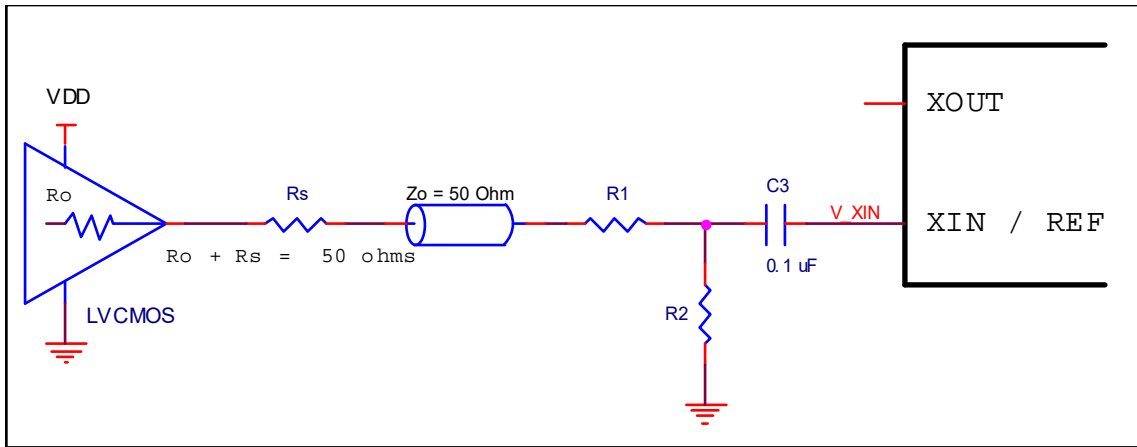 VDD
Ro
Rs
Zo = 50 Ohm
R1
C3
V_XIN
XOUT
XIN / REF
Ro + Rs = 50 ohms
0.1 uF
LVCMOS
R2